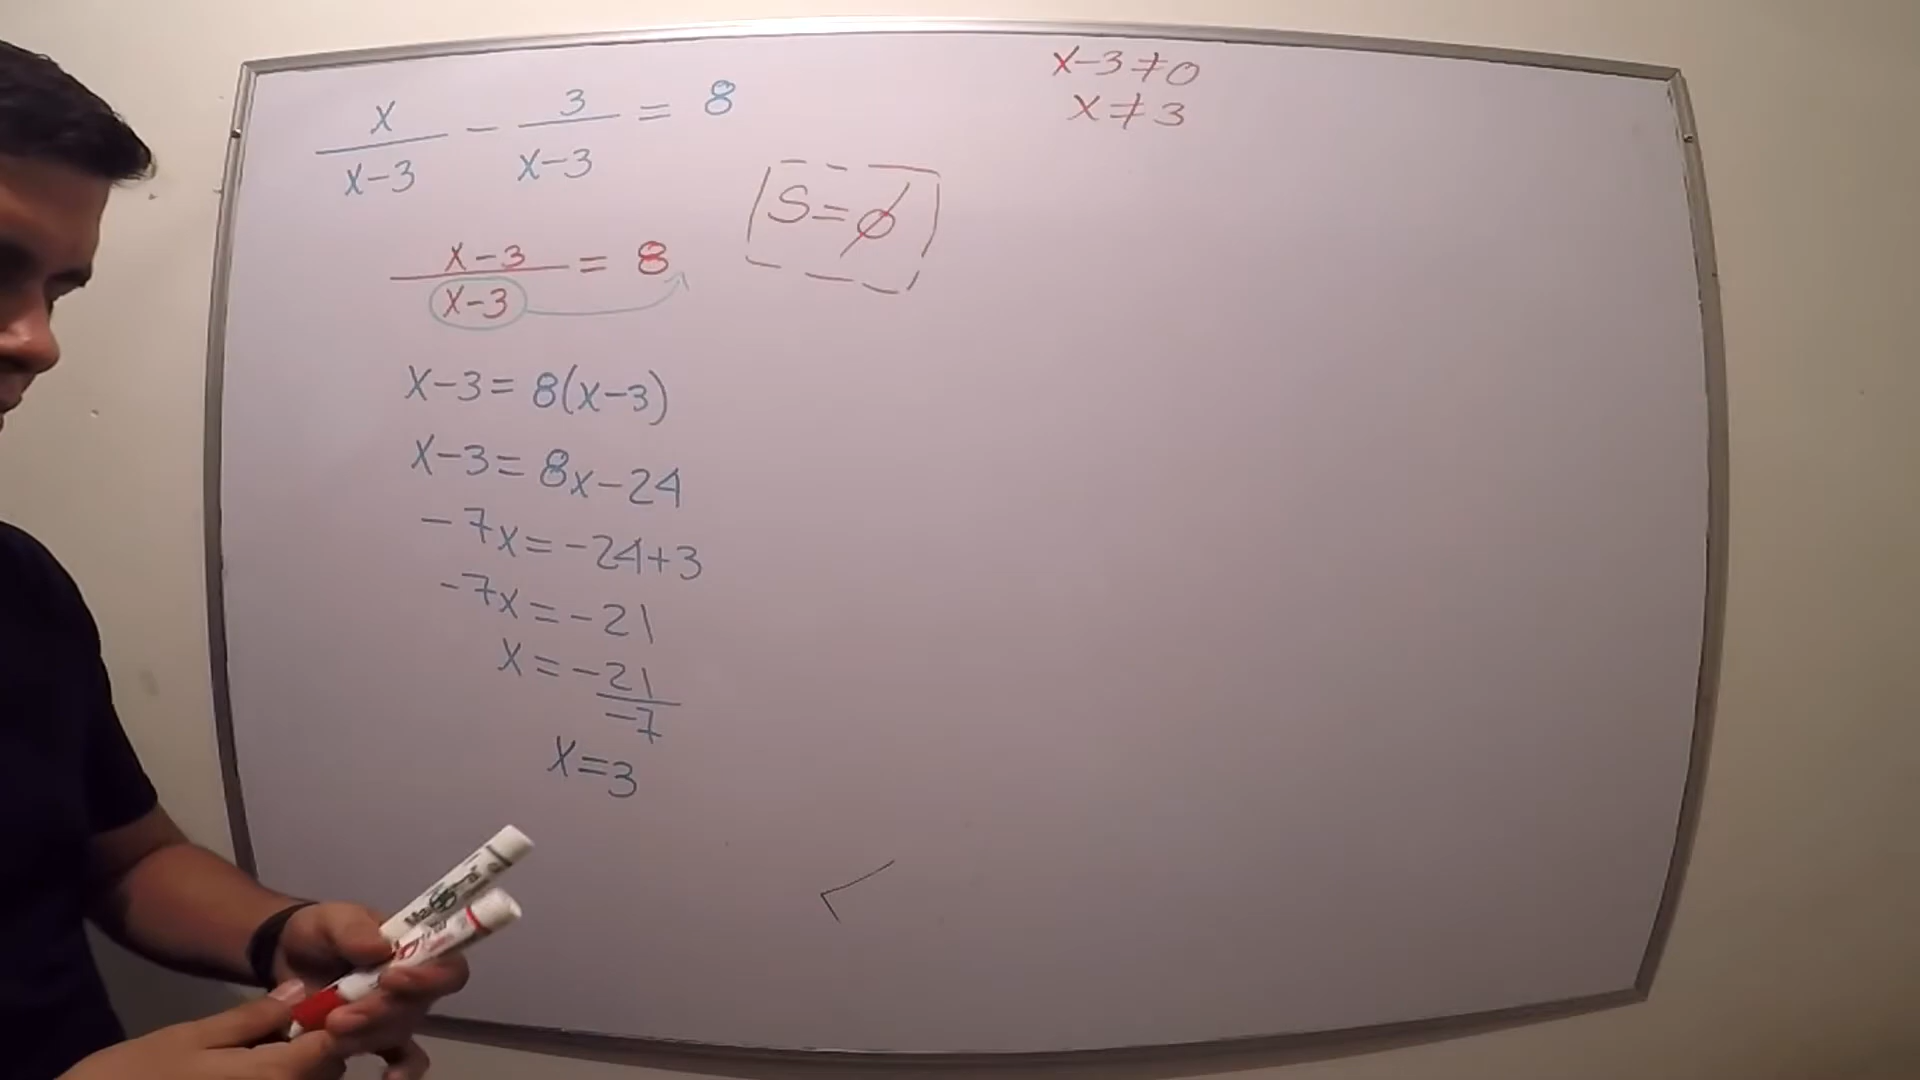 x/(x-3) - 3/(x-3) = 8
x-3≠0
x≠3
S=∅
(x-3)/(x-3) = 8
x-3=8(x-3)
x-3=8x-24
-7x=-24+3
-7x=-21
x=-21/-7
x=3